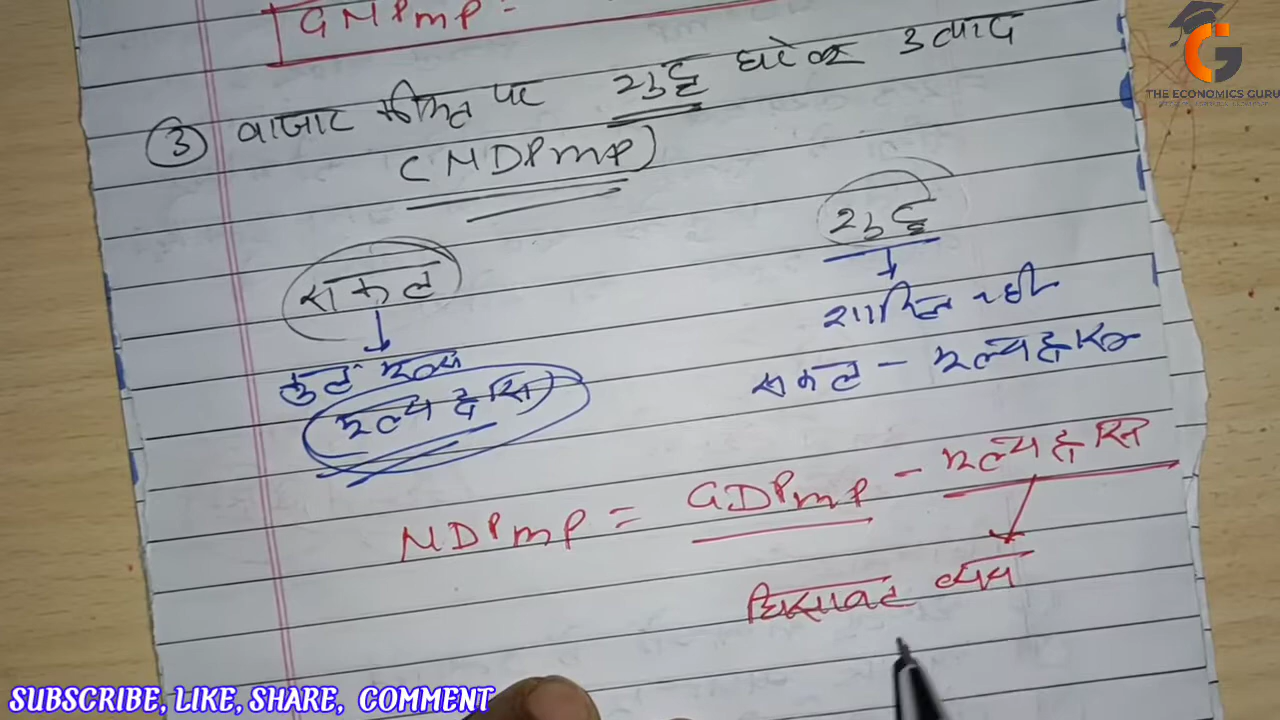 GNPmp =
③ बाजार कीमत पर शुद्ध घरेलू उत्पाद
(NDPmp)
सकल
शुद्ध
कुल मूल्य
मूल्य ह्रास
शामिल नहीं
सकल - मूल्यह्रास
NDPmp = GDPmp - मूल्यह्रास
घिसावट व्यय
THE ECONOMICS GURU
SUBSCRIBE, LIKE, SHARE, COMMENT